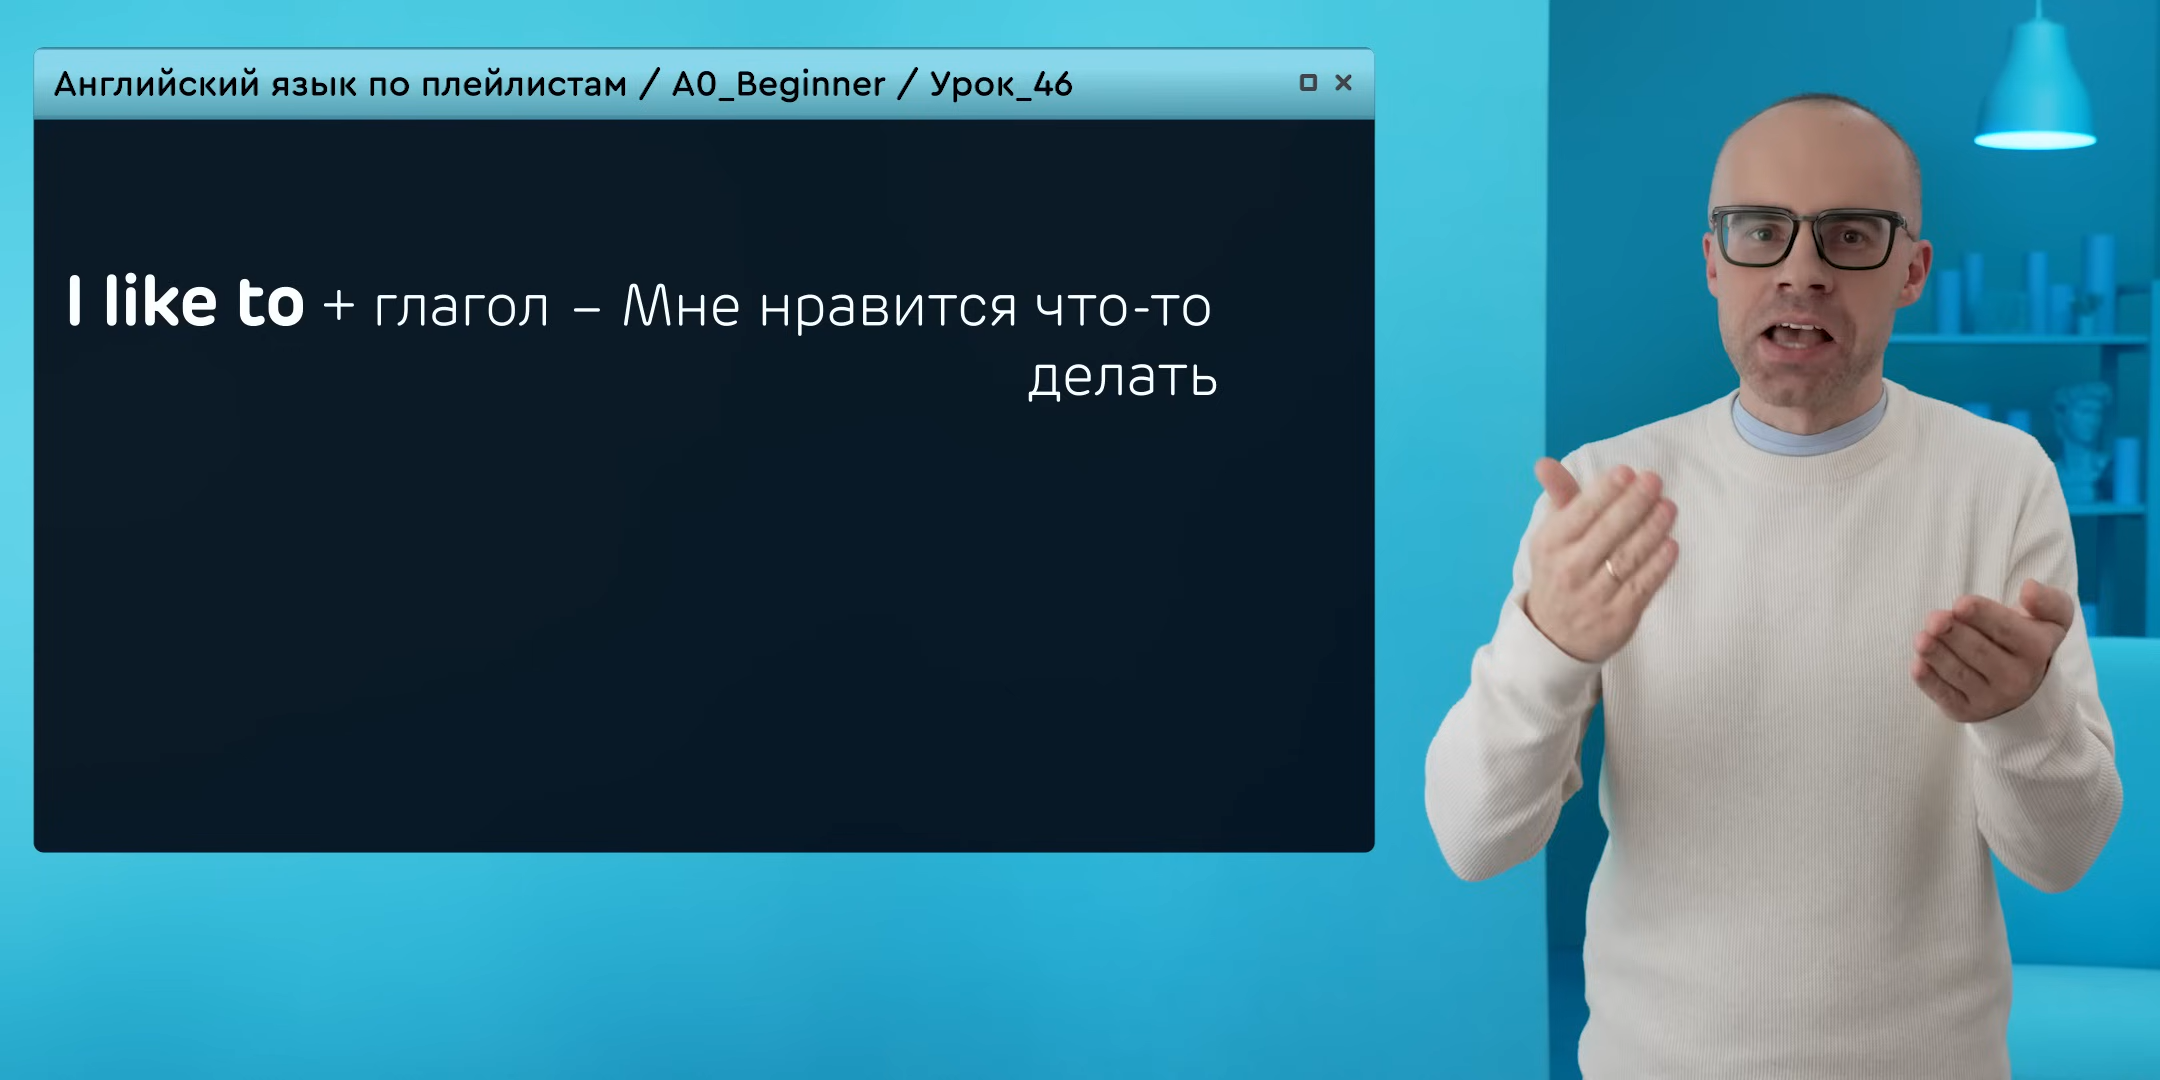 Английский язык по плейлистам / A0_Beginner / Урок_46
I like to + глагол – Мне нравится что-то
делать